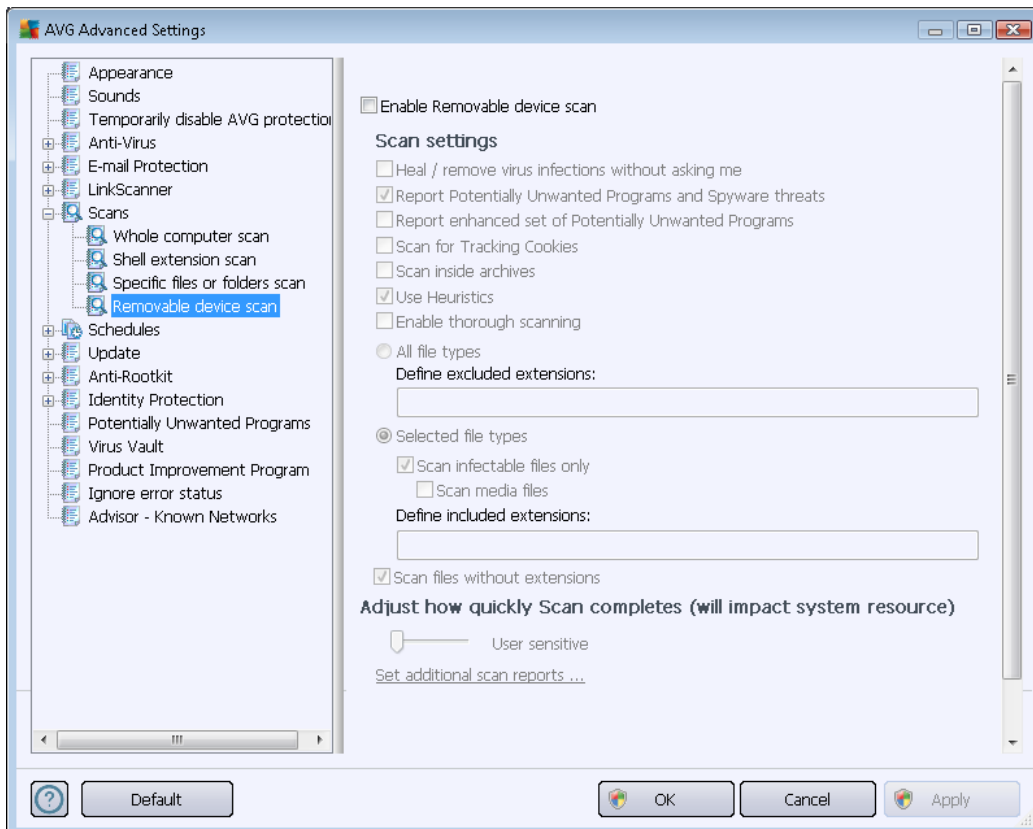 AVG Advanced Settings
Appearance
Sounds
Temporarily disable AVG protection
Anti-Virus
E-mail Protection
LinkScanner
Scans
Whole computer scan
Shell extension scan
Specific files or folders scan
Removable device scan
Schedules
Update
Anti-Rootkit
Identity Protection
Potentially Unwanted Programs
Virus Vault
Product Improvement Program
Ignore error status
Advisor - Known Networks
Enable Removable device scan
Scan settings
Heal / remove virus infections without asking me
Report Potentially Unwanted Programs and Spyware threats
Report enhanced set of Potentially Unwanted Programs
Scan for Tracking Cookies
Scan inside archives
Use Heuristics
Enable thorough scanning
All file types
Define excluded extensions:
Selected file types
Scan infectable files only
Scan media files
Define included extensions:
Scan files without extensions
Adjust how quickly Scan completes (will impact system resource)
User sensitive
Set additional scan reports ...
? Default
OK
Cancel
Apply